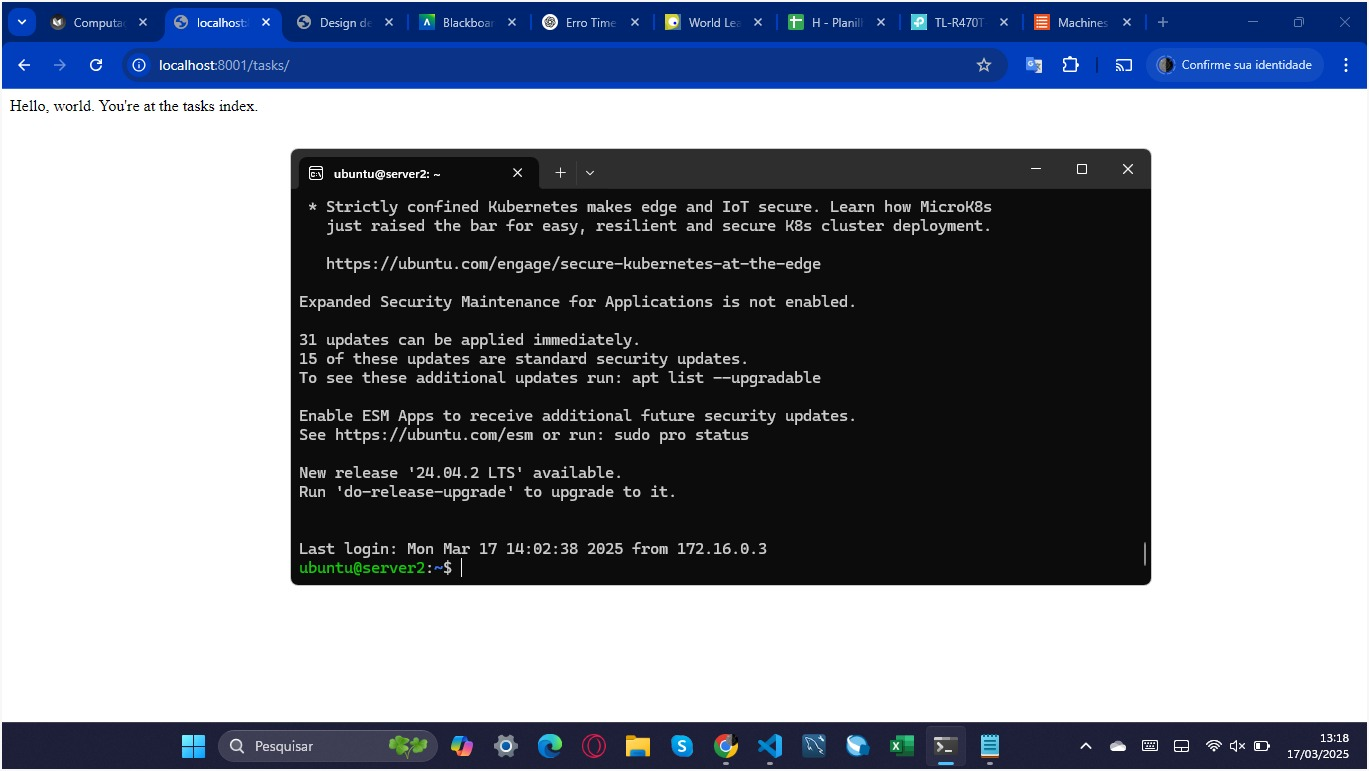 Computaç
localhost:
Design de
Blackboar
Erro Time
World Lea
H - Planill
TL-R470T
Machines
localhost:8001/tasks/
Confirme sua identidade
Hello, world. You're at the tasks index.
ubuntu@server2: ~
* Strictly confined Kubernetes makes edge and IoT secure. Learn how MicroK8s
just raised the bar for easy, resilient and secure K8s cluster deployment.
https://ubuntu.com/engage/secure-kubernetes-at-the-edge
Expanded Security Maintenance for Applications is not enabled.
31 updates can be applied immediately.
15 of these updates are standard security updates.
To see these additional updates run: apt list --upgradable
Enable ESM Apps to receive additional future security updates.
See https://ubuntu.com/esm or run: sudo pro status
New release '24.04.2 LTS' available.
Run 'do-release-upgrade' to upgrade to it.
Last login: Mon Mar 17 14:02:38 2025 from 172.16.0.3
ubuntu@server2:~$
Pesquisar
13:18
17/03/2025